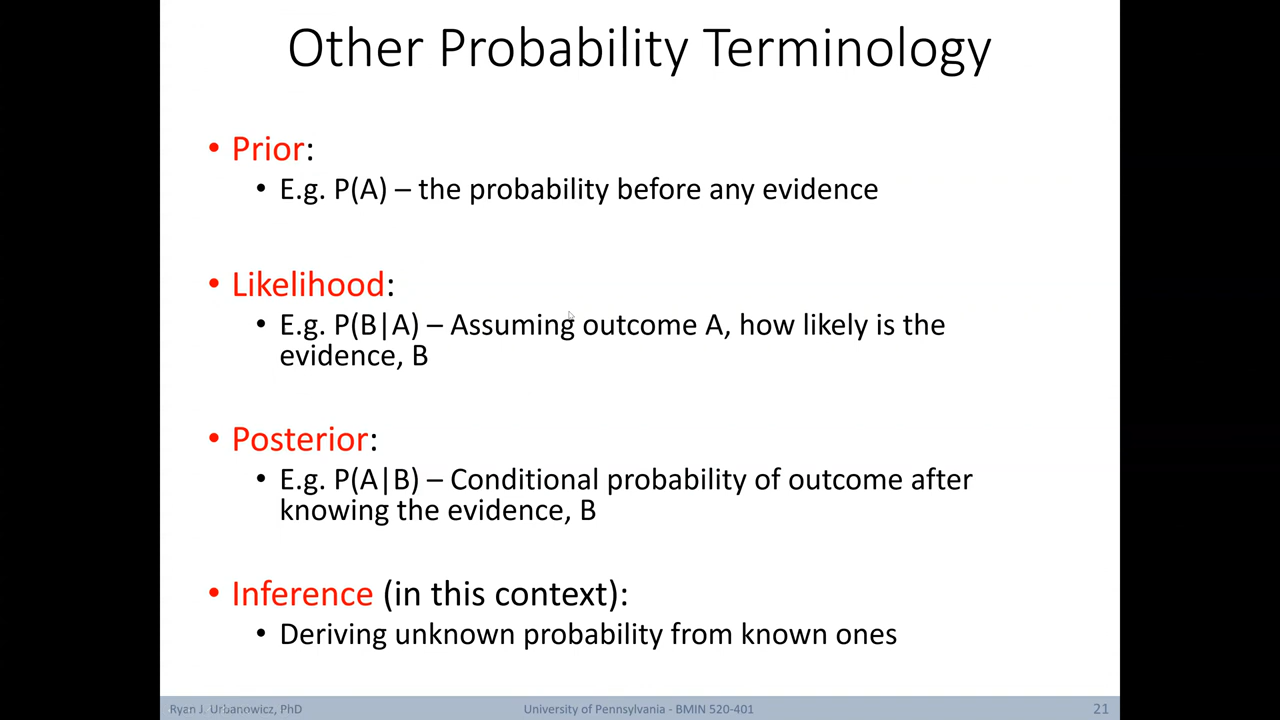 Other Probability Terminology
• Prior:
• E.g. P(A) – the probability before any evidence
• Likelihood:
• E.g. P(B|A) – Assuming outcome A, how likely is the
evidence, B
• Posterior:
• E.g. P(A|B) – Conditional probability of outcome after
knowing the evidence, B
• Inference (in this context):
• Deriving unknown probability from known ones
Ryan J. Urbanowicz, PhD
University of Pennsylvania - BMIN 520-401
21